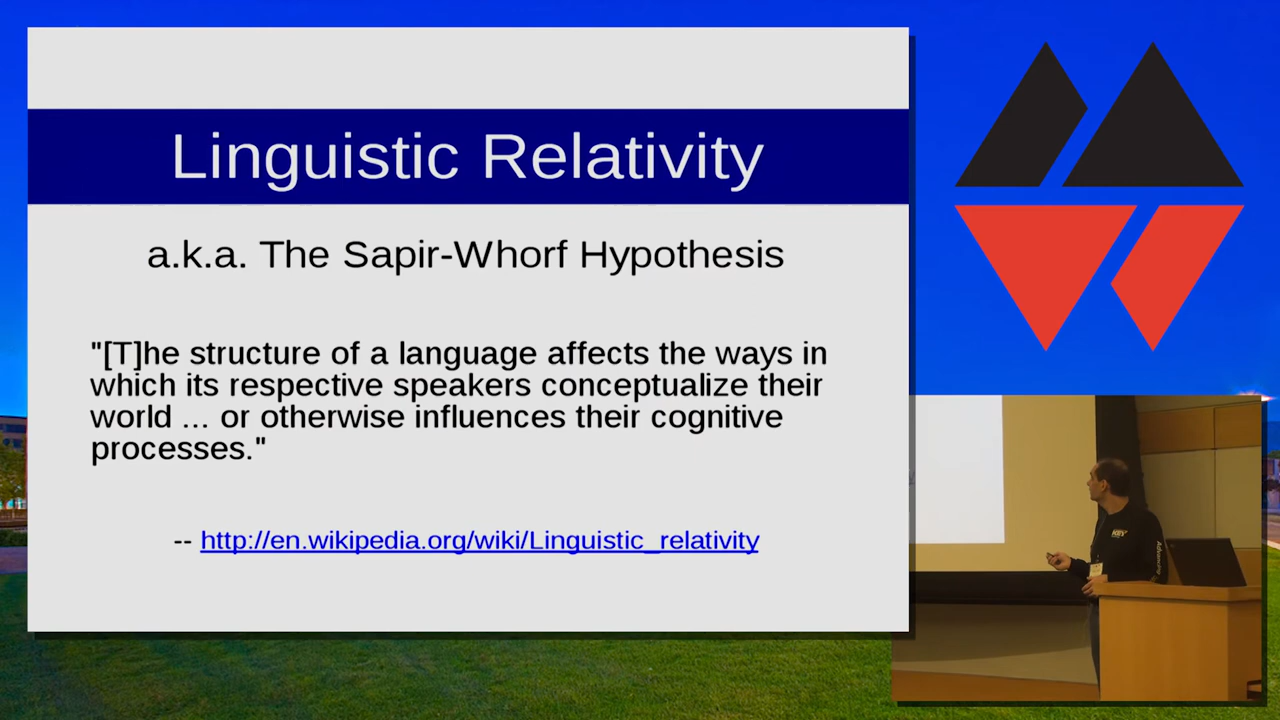 Linguistic Relativity
a.k.a. The Sapir-Whorf Hypothesis
"[T]he structure of a language affects the ways in
which its respective speakers conceptualize their
world ... or otherwise influences their cognitive
processes."
-- http://en.wikipedia.org/wiki/Linguistic_relativity
KEY